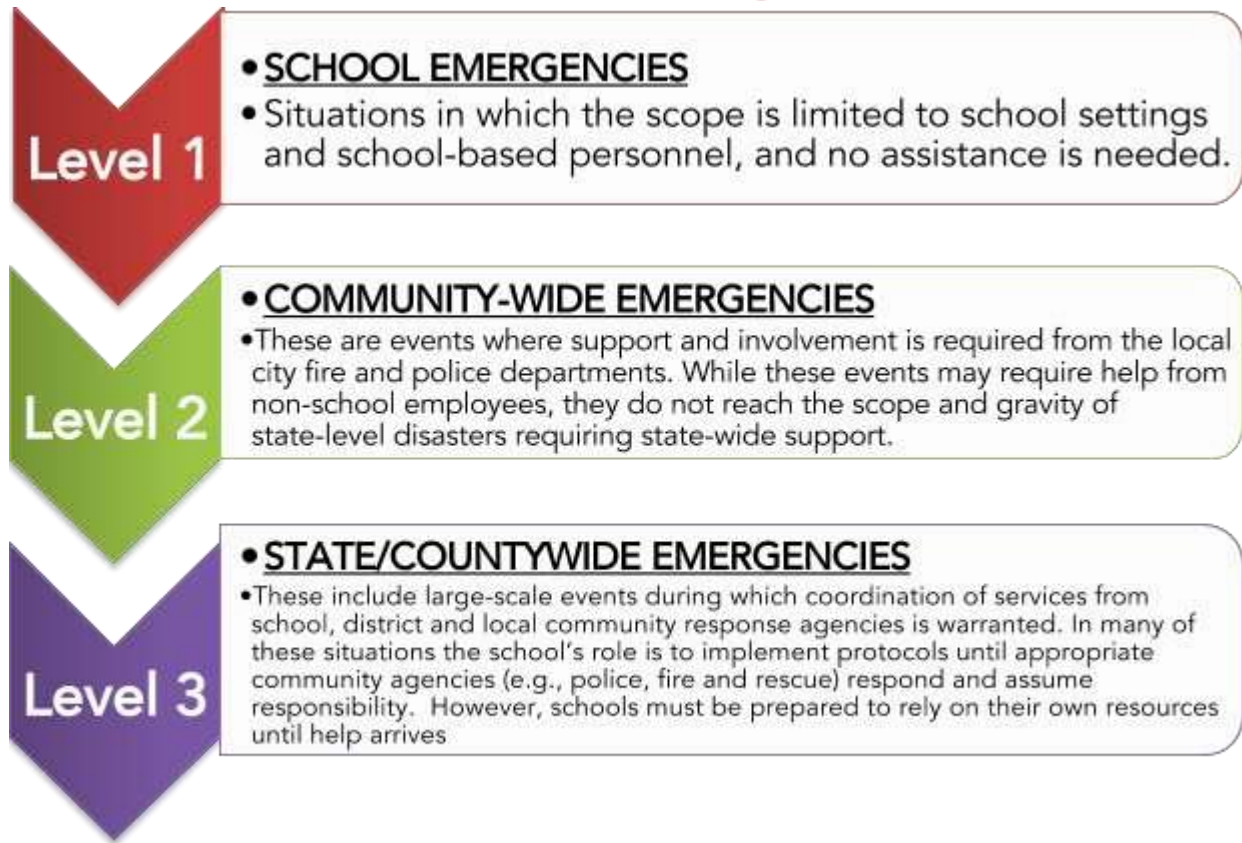 Level 1
•SCHOOL EMERGENCIES
•Situations in which the scope is limited to school settings
and school-based personnel, and no assistance is needed.
Level 2
•COMMUNITY-WIDE EMERGENCIES
•These are events where support and involvement is required from the local
city fire and police departments. While these events may require help from
non-school employees, they do not reach the scope and gravity of
state-level disasters requiring state-wide support.
Level 3
•STATE/COUNTYWIDE EMERGENCIES
•These include large-scale events during which coordination of services from
school, district and local community response agencies is warranted. In many of
these situations the school’s role is to implement protocols until appropriate
community agencies (e.g., police, fire and rescue) respond and assume
responsibility.  However, schools must be prepared to rely on their own resources
until help arrives